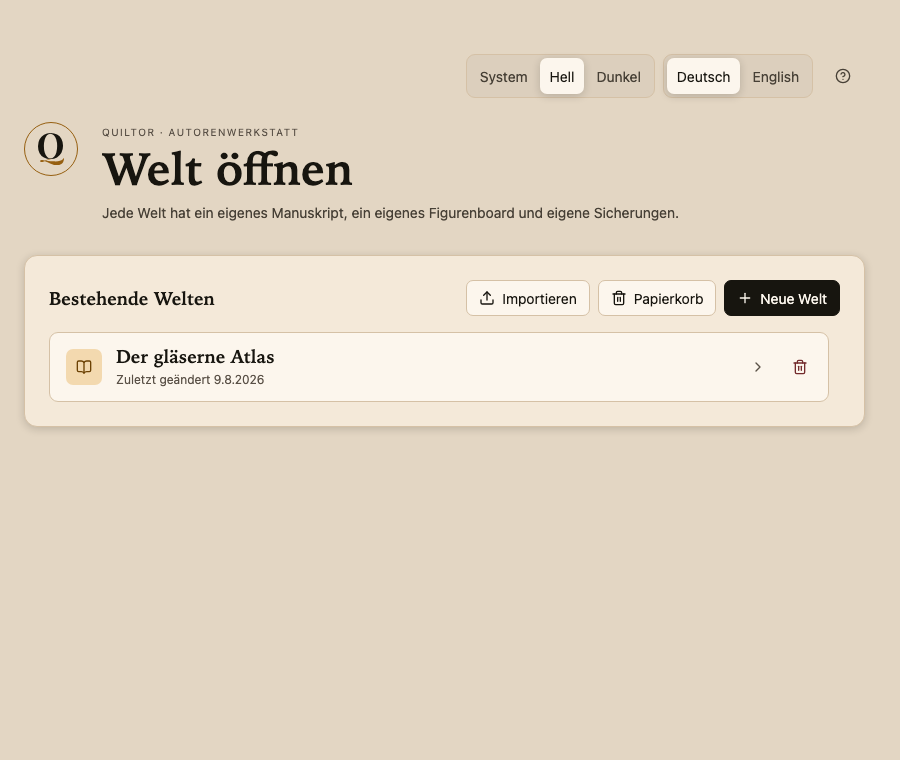 System Hell Dunkel Deutsch English
Q
QUILTOR · AUTORENWERKSTATT
Welt öffnen
Jede Welt hat ein eigenes Manuskript, ein eigenes Figurenboard und eigene Sicherungen.
Bestehende Welten Importieren Papierkorb Neue Welt
Der gläserne Atlas
Zuletzt geändert 9.8.2026